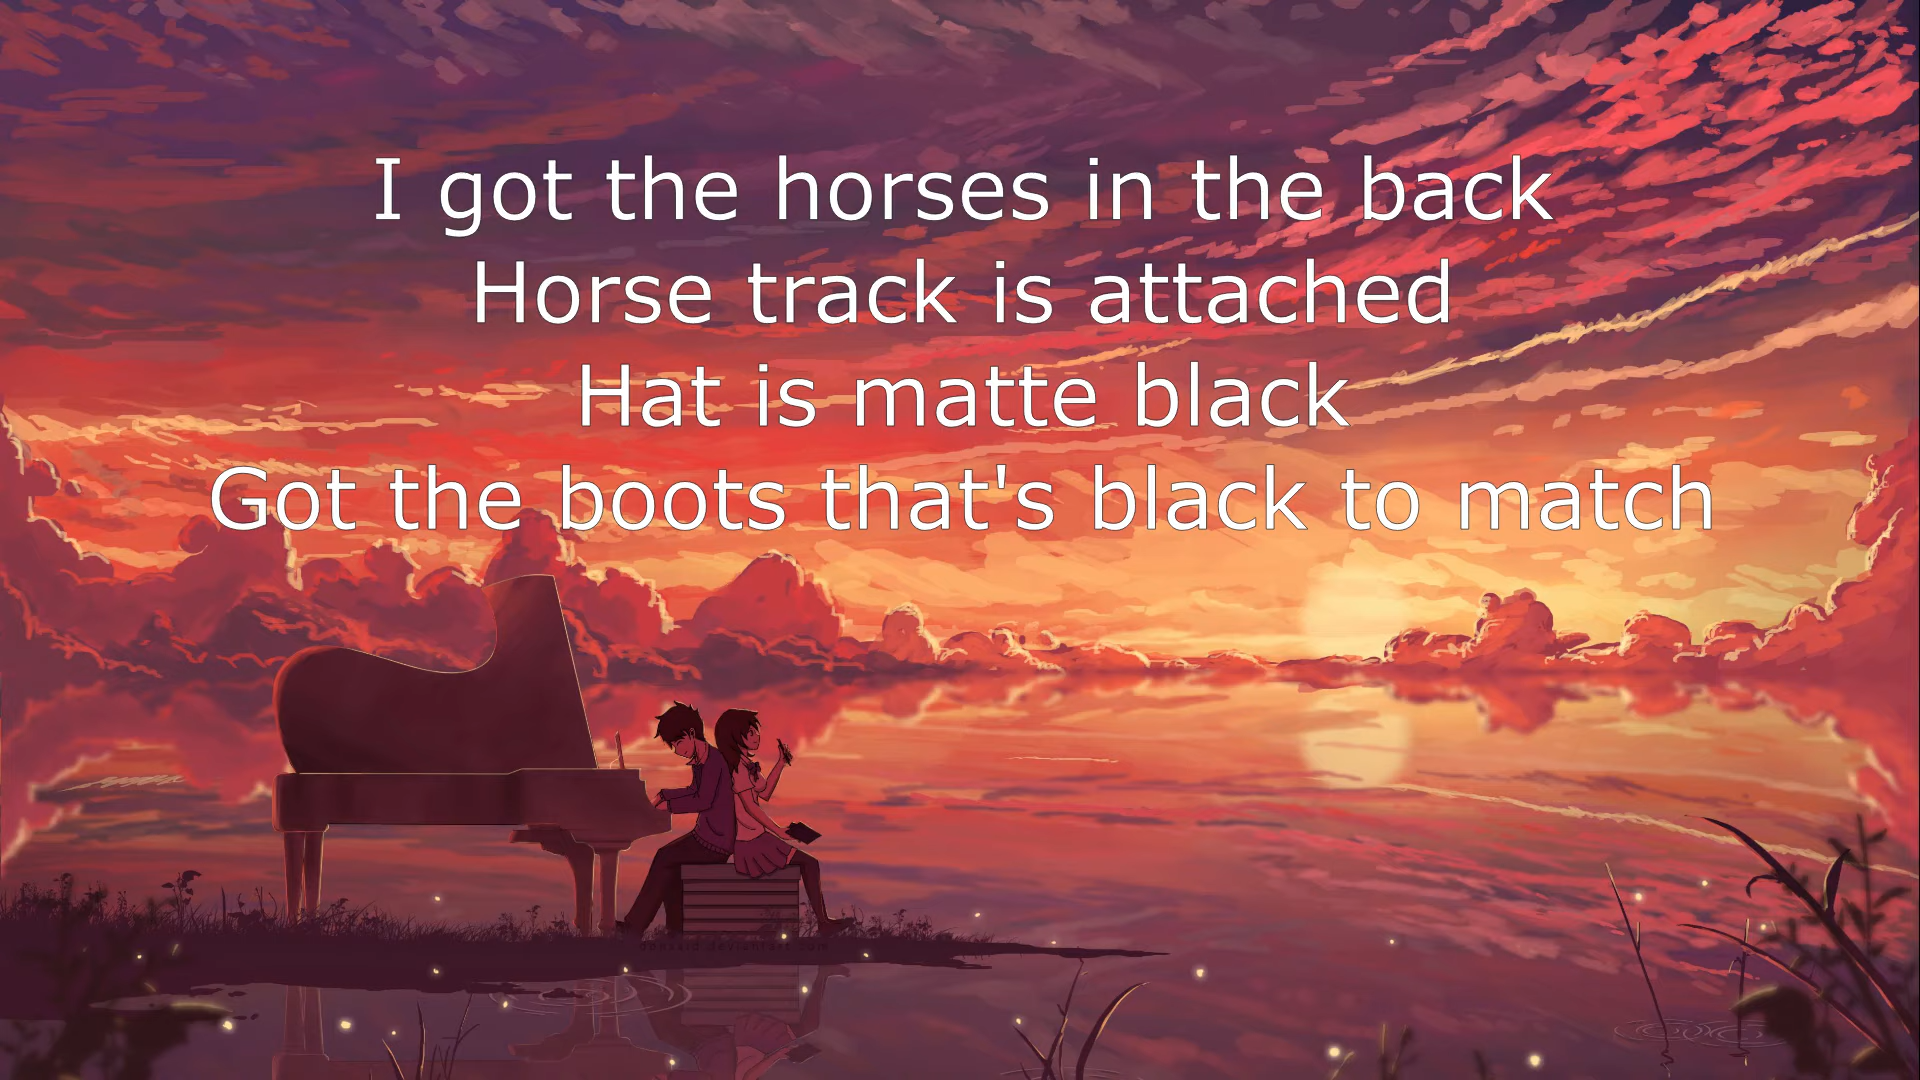 I got the horses in the back
Horse track is attached
Hat is matte black
Got the boots that's black to match